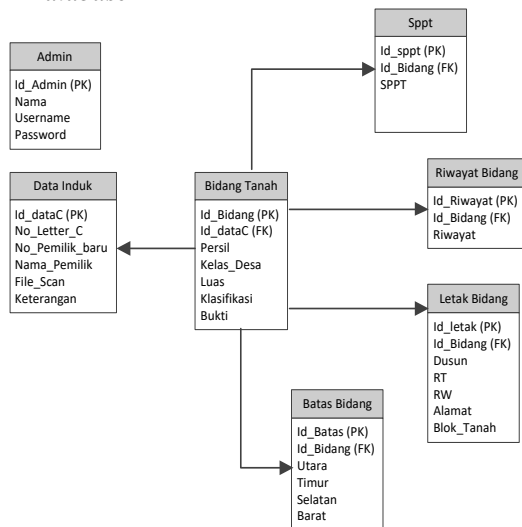 Sppt
Id_sppt (PK)
Id_Bidang (FK)
SPPT
Admin
Id_Admin (PK)
Nama
Username
Password
Data Induk
Id_dataC (PK)
No_Letter_C
No_Pemilik_baru
Nama_Pemilik
File_Scan
Keterangan
Bidang Tanah
Id_Bidang (PK)
Id_dataC (FK)
Persil
Kelas_Desa
Luas
Klasifikasi
Bukti
Riwayat Bidang
Id_Riwayat (PK)
Id_Bidang (FK)
Riwayat
Letak Bidang
Id_letak (PK)
Id_Bidang (FK)
Dusun
RT
RW
Alamat
Blok_Tanah
Batas Bidang
Id_Batas (PK)
Id_Bidang (FK)
Utara
Timur
Selatan
Barat